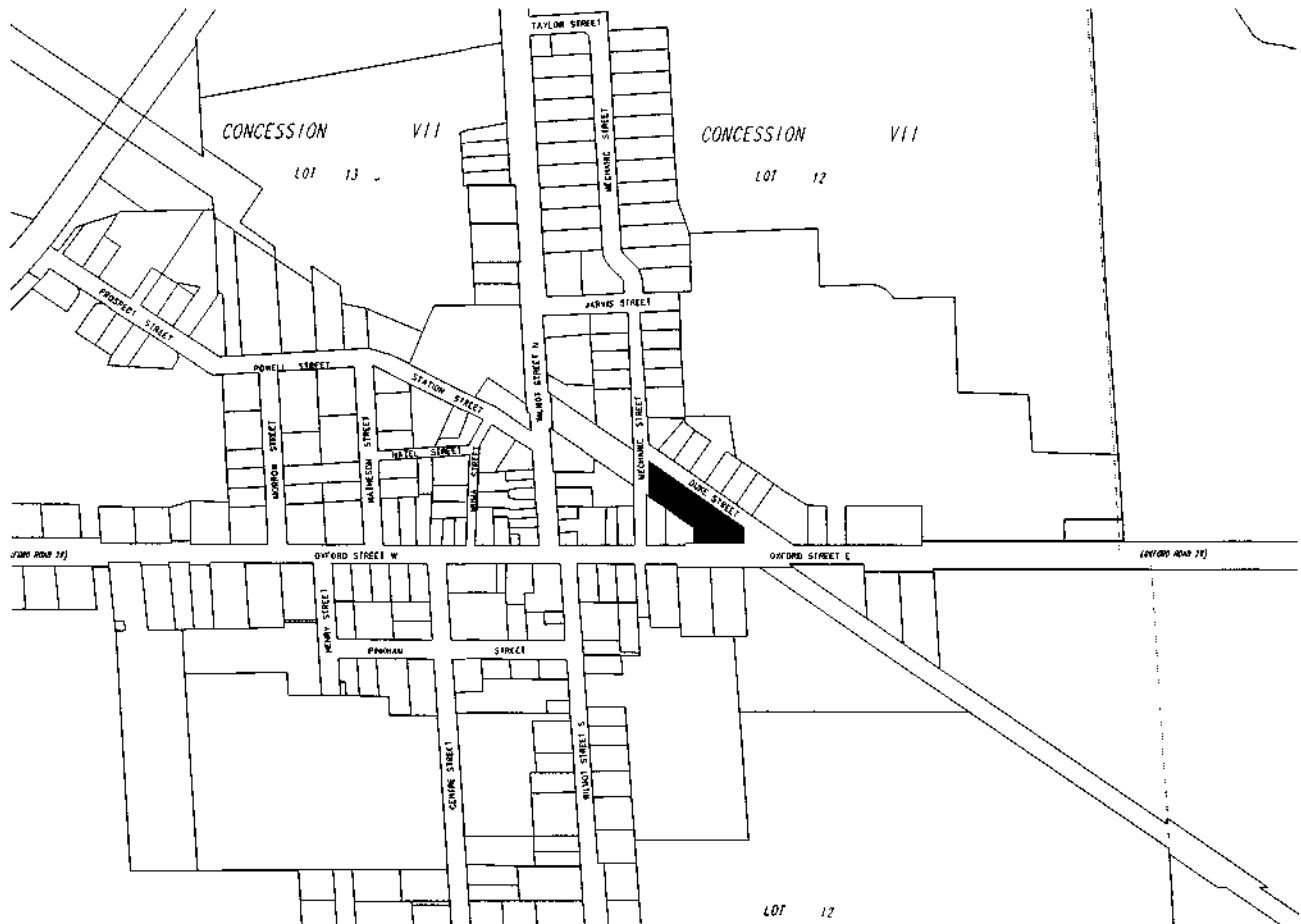 TAYLOR STREET
CONCESSION VII
CONCESSION VII
LOT 13
LOT 12
MECHANIC STREET
PROSPECT STREET
JARVIS STREET
POWELL STREET
STATION STREET
WILMOT STREET N
MORROW STREET
MATHESON STREET
HAZEL STREET
MECHANIC STREET
DUKE STREET
OXFORD STREET W
OXFORD STREET E
(OXFORD ROAD 28)
HENRY STREET
PINKHAM STREET
CENTRE STREET
WILMOT STREET S
LOT 12